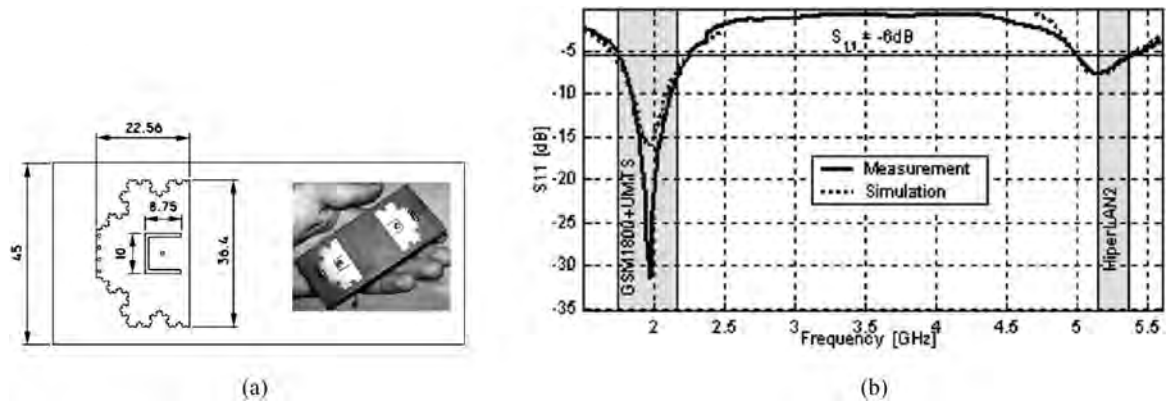 22.56
8.75
10
36.4
45
(a)
S11 = -6dB
-5
-10
-15
-20
-25
-30
-35
S11 [dB]
GSM1800+UMTS
Measurement
Simulation
HiperLAN2
2
2.5
3
3.5
4
4.5
5
5.5
Frequency [GHz]
(b)